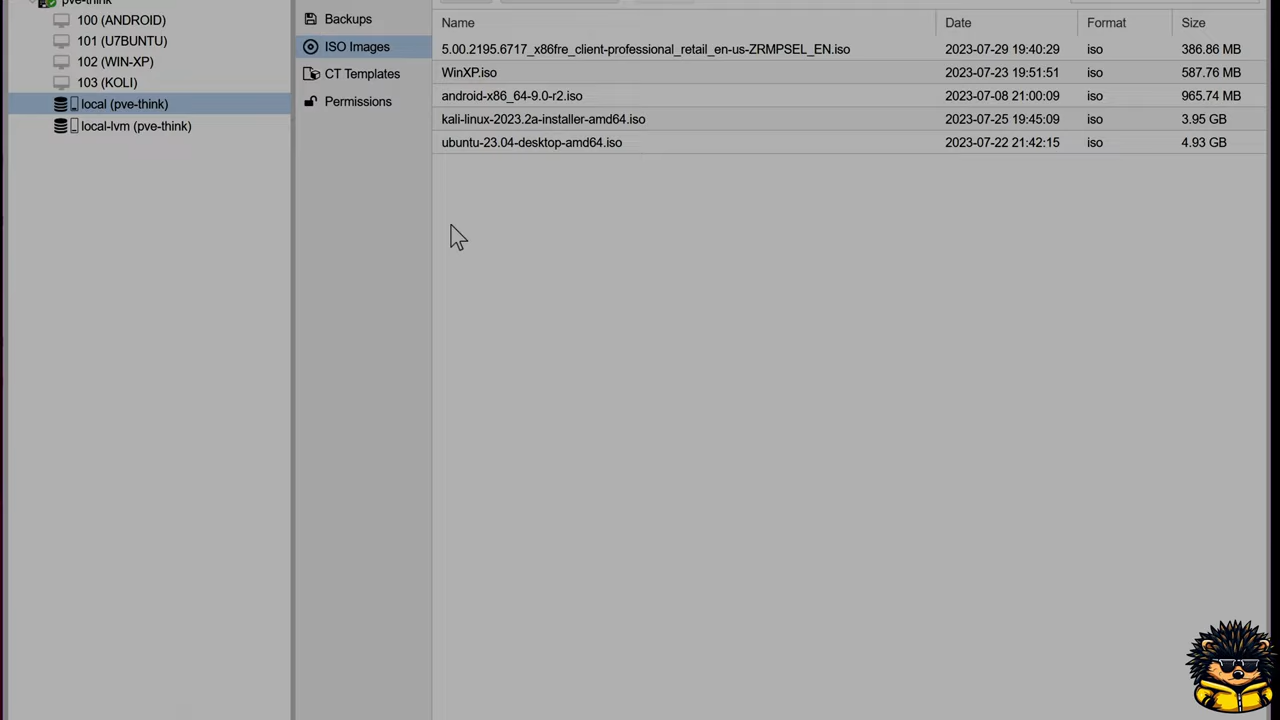 pve-think
100 (ANDROID)
101 (U7BUNTU)
102 (WIN-XP)
103 (KOLI)
local (pve-think)
local-lvm (pve-think)
Backups
ISO Images
CT Templates
Permissions
Name Date Format Size
5.00.2195.6717_x86fre_client-professional_retail_en-us-ZRMPSEL_EN.iso 2023-07-29 19:40:29 iso 386.86 MB
WinXP.iso 2023-07-23 19:51:51 iso 587.76 MB
android-x86_64-9.0-r2.iso 2023-07-08 21:00:09 iso 965.74 MB
kali-linux-2023.2a-installer-amd64.iso 2023-07-25 19:45:09 iso 3.95 GB
ubuntu-23.04-desktop-amd64.iso 2023-07-22 21:42:15 iso 4.93 GB